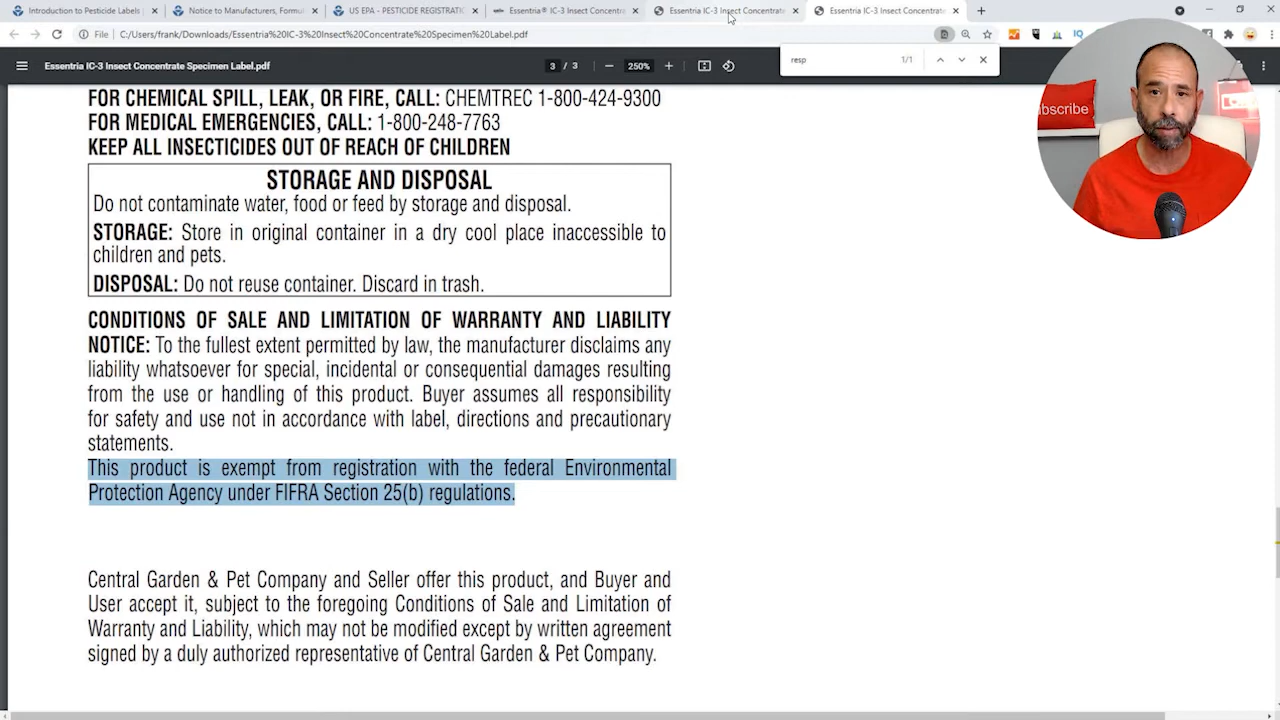 Introduction to Pesticide Labels |
Notice to Manufacturers, Formul
US EPA - PESTICIDE REGISTRATI
Essentria® IC-3 Insect Concentr
Essentria IC-3 Insect Concentrate
Essentria IC-3 Insect Concentrate
File | C:/Users/frank/Downloads/Essentria%20IC-3%20Insect%20Concentrate%20Specimen%20Label.pdf
resp 1/1
Essentria IC-3 Insect Concentrate Specimen Label.pdf 3 / 3 250%
Subscribe
FOR CHEMICAL SPILL, LEAK, OR FIRE, CALL: CHEMTREC 1-800-424-9300
FOR MEDICAL EMERGENCIES, CALL: 1-800-248-7763
KEEP ALL INSECTICIDES OUT OF REACH OF CHILDREN
STORAGE AND DISPOSAL
Do not contaminate water, food or feed by storage and disposal.
STORAGE: Store in original container in a dry cool place inaccessible to
children and pets.
DISPOSAL: Do not reuse container. Discard in trash.
CONDITIONS OF SALE AND LIMITATION OF WARRANTY AND LIABILITY
NOTICE: To the fullest extent permitted by law, the manufacturer disclaims any
liability whatsoever for special, incidental or consequential damages resulting
from the use or handling of this product. Buyer assumes all responsibility
for safety and use not in accordance with label, directions and precautionary
statements.
This product is exempt from registration with the federal Environmental
Protection Agency under FIFRA Section 25(b) regulations.
Central Garden & Pet Company and Seller offer this product, and Buyer and
User accept it, subject to the foregoing Conditions of Sale and Limitation of
Warranty and Liability, which may not be modified except by written agreement
signed by a duly authorized representative of Central Garden & Pet Company.